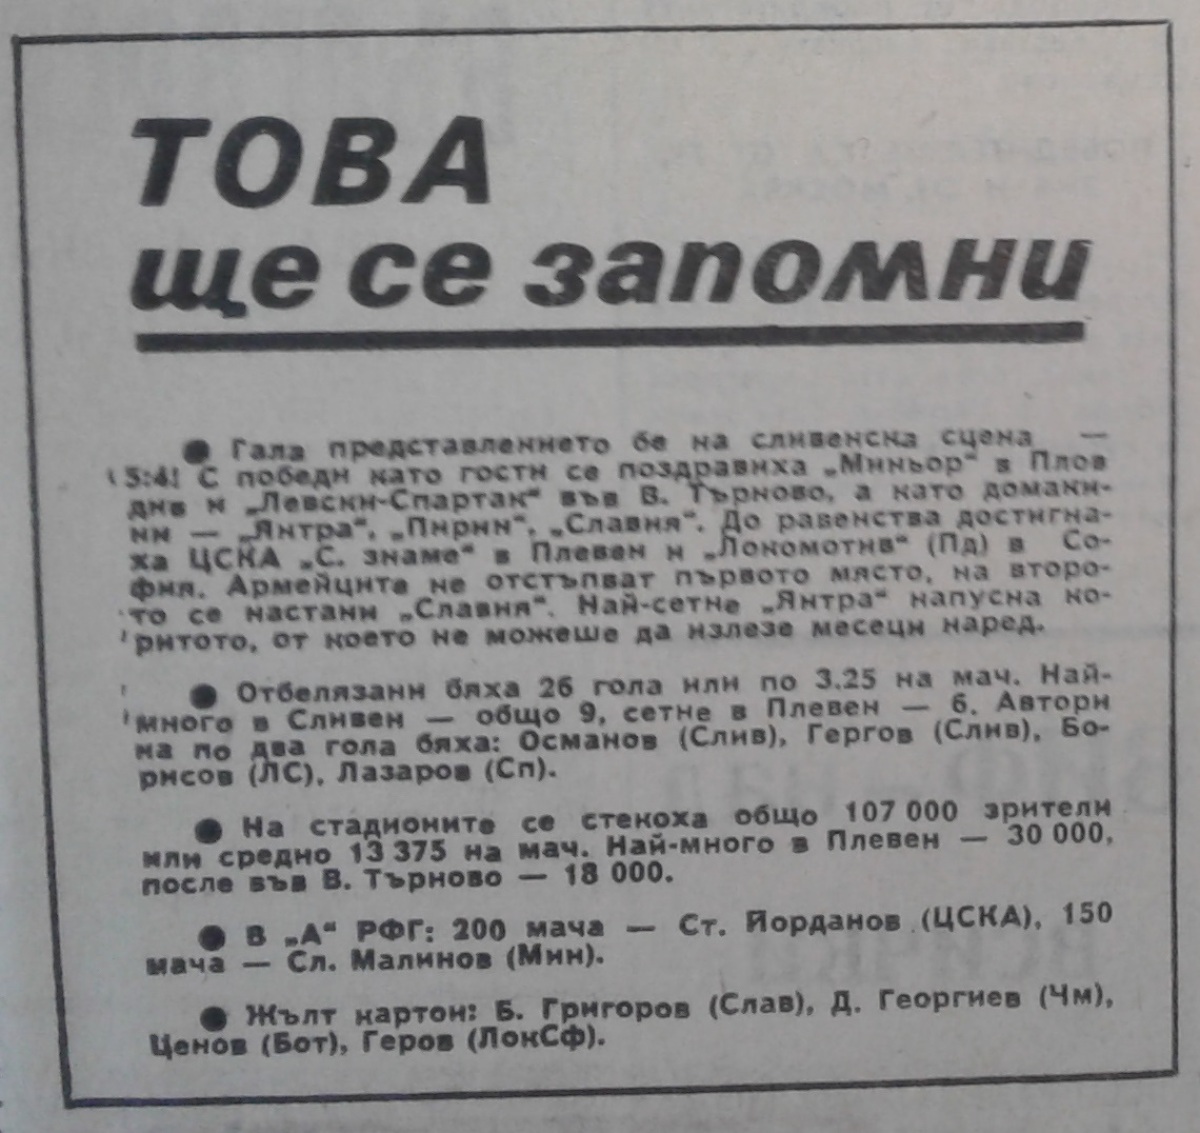 ТОВА
ще се запомни
● Гала представлението бе на сливенска сцена —
5:4! С победи като гости се поздравиха „Миньор“ в Плов
див и „Левски-Спартак“ във В. Търново, а като домаки-
ни — „Янтра“, „Пирин“, „Славия“. До равенства достигна-
ха ЦСКА „С. знаме“ в Плевен и „Локомотив“ (Пд) в Со-
фия. Армейците не отстъпват първото място, на второ-
то се настани „Славия“. Най-сетне „Янтра“ напусна ко-
ритото, от което не можеше да излезе месеци наред.
● Отбелязани бяха 26 гола или по 3.25 на мач. Най-
много в Сливен — общо 9, сетне в Плевен — 6. Автори
на по два гола бяха: Османов (Слив), Гергов (Слив), Бо-
рисов (ЛС), Лазаров (Сп).
● На стадионите се стекоха общо 107 000 зрители
или средно 13 375 на мач. Най-много в Плевен — 30 000,
после във В. Търново — 18 000.
● В „А“ РФГ: 200 мача — Ст. Йорданов (ЦСКА), 150
мача — Сл. Малинов (Мин).
● Жълт картон: Б. Григоров (Слав), Д. Георгиев (Чм),
Ценов (Бот), Геров (ЛокСф).